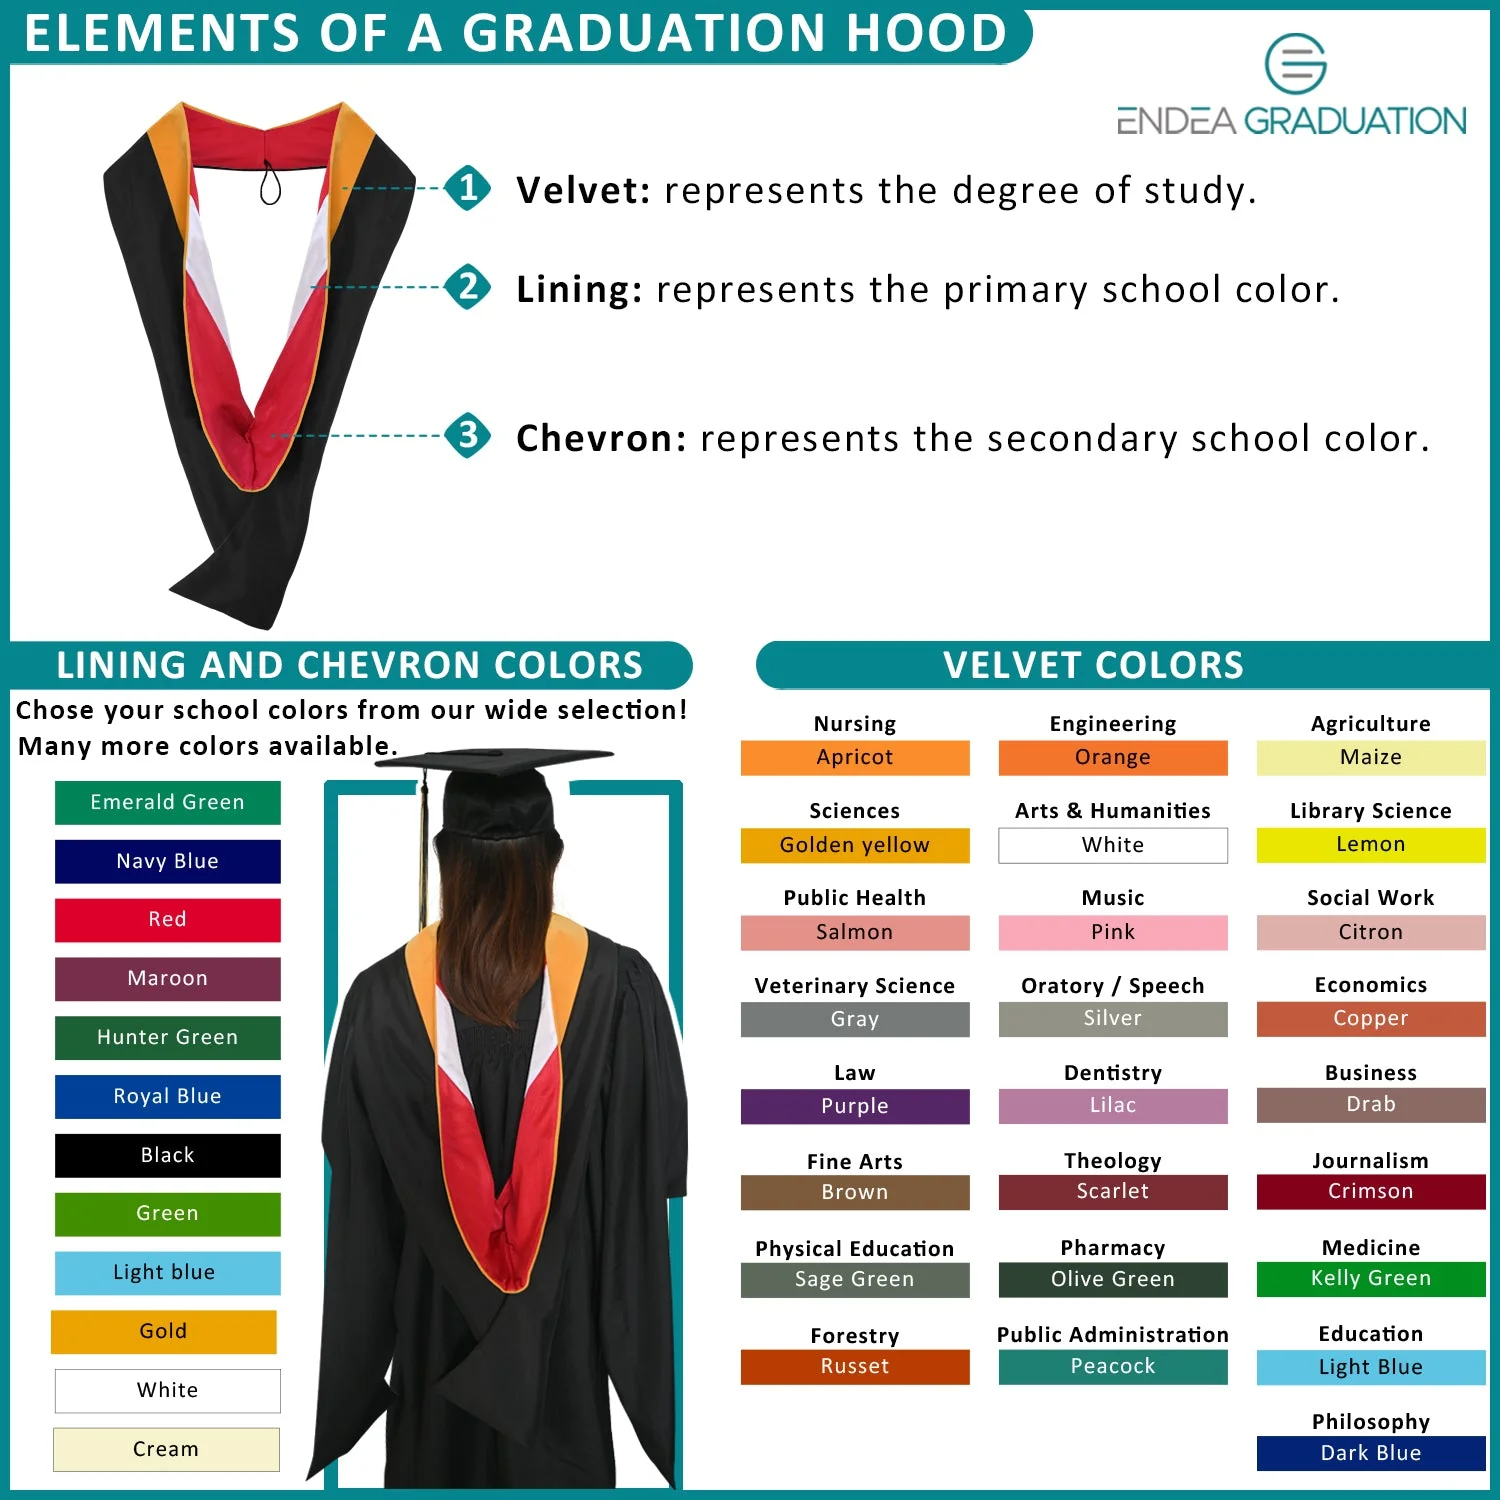 ELEMENTS OF A GRADUATION HOOD
ENDEA GRADUATION
1 Velvet: represents the degree of study.
2 Lining: represents the primary school color.
3 Chevron: represents the secondary school color.
LINING AND CHEVRON COLORS
Chose your school colors from our wide selection!
Many more colors available.
Emerald Green
Navy Blue
Red
Maroon
Hunter Green
Royal Blue
Black
Green
Light blue
Gold
White
Cream
VELVET COLORS
Nursing Engineering Agriculture
Apricot Orange Maize
Sciences Arts & Humanities Library Science
Golden yellow White Lemon
Public Health Music Social Work
Salmon Pink Citron
Veterinary Science Oratory / Speech Economics
Gray Silver Copper
Law Dentistry Business
Purple Lilac Drab
Fine Arts Theology Journalism
Brown Scarlet Crimson
Physical Education Pharmacy Medicine
Sage Green Olive Green Kelly Green
Forestry Public Administration Education
Russet Peacock Light Blue
Philosophy
Dark Blue